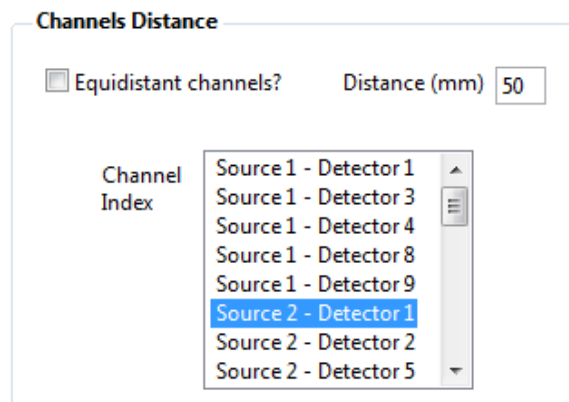 Channels Distance
Equidistant channels? Distance (mm) 50
Channel Index
Source 1 - Detector 1
Source 1 - Detector 3
Source 1 - Detector 4
Source 1 - Detector 8
Source 1 - Detector 9
Source 2 - Detector 1
Source 2 - Detector 2
Source 2 - Detector 5